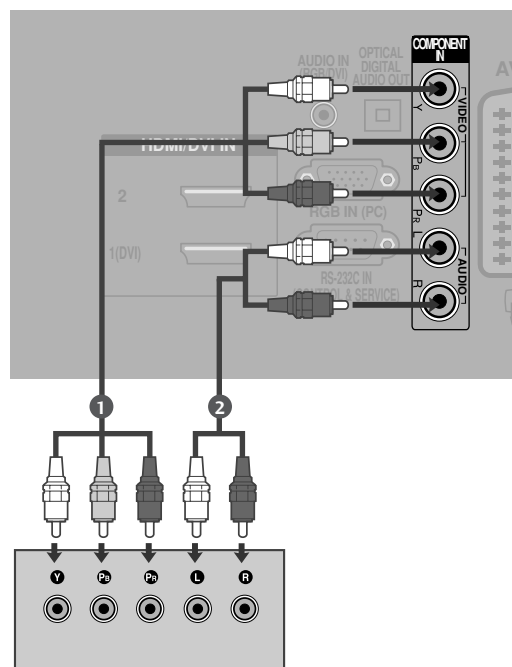 COMPONENT
IN
AUDIO IN
(RGB/DVI)
OPTICAL
DIGITAL
AUDIO OUT
AV
VIDEO
Y
HDMI/DVI IN
PB
2
RGB IN (PC)
PR
L
1(DVI)
AUDIO
RS-232C IN
(CONTROL & SERVICE)
R
1
2
Y
PB
PR
L
R